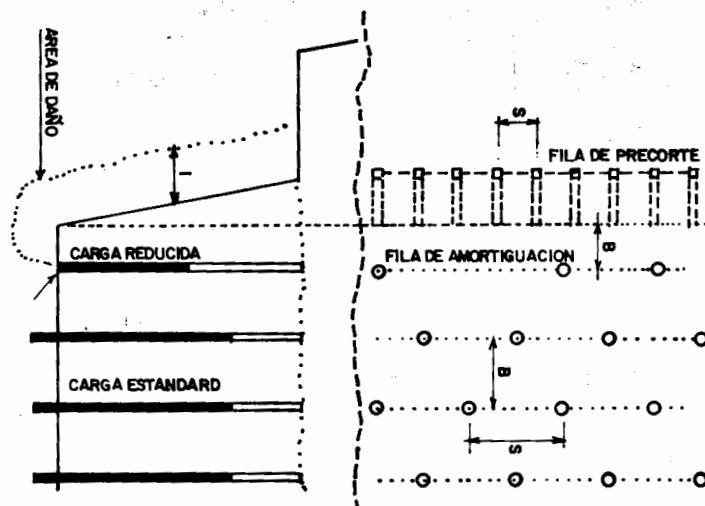 AREA DE DAÑO
I
S
FILA DE PRECORTE
CARGA REDUCIDA
B
FILA DE AMORTIGUACION
B
CARGA ESTANDARD
S